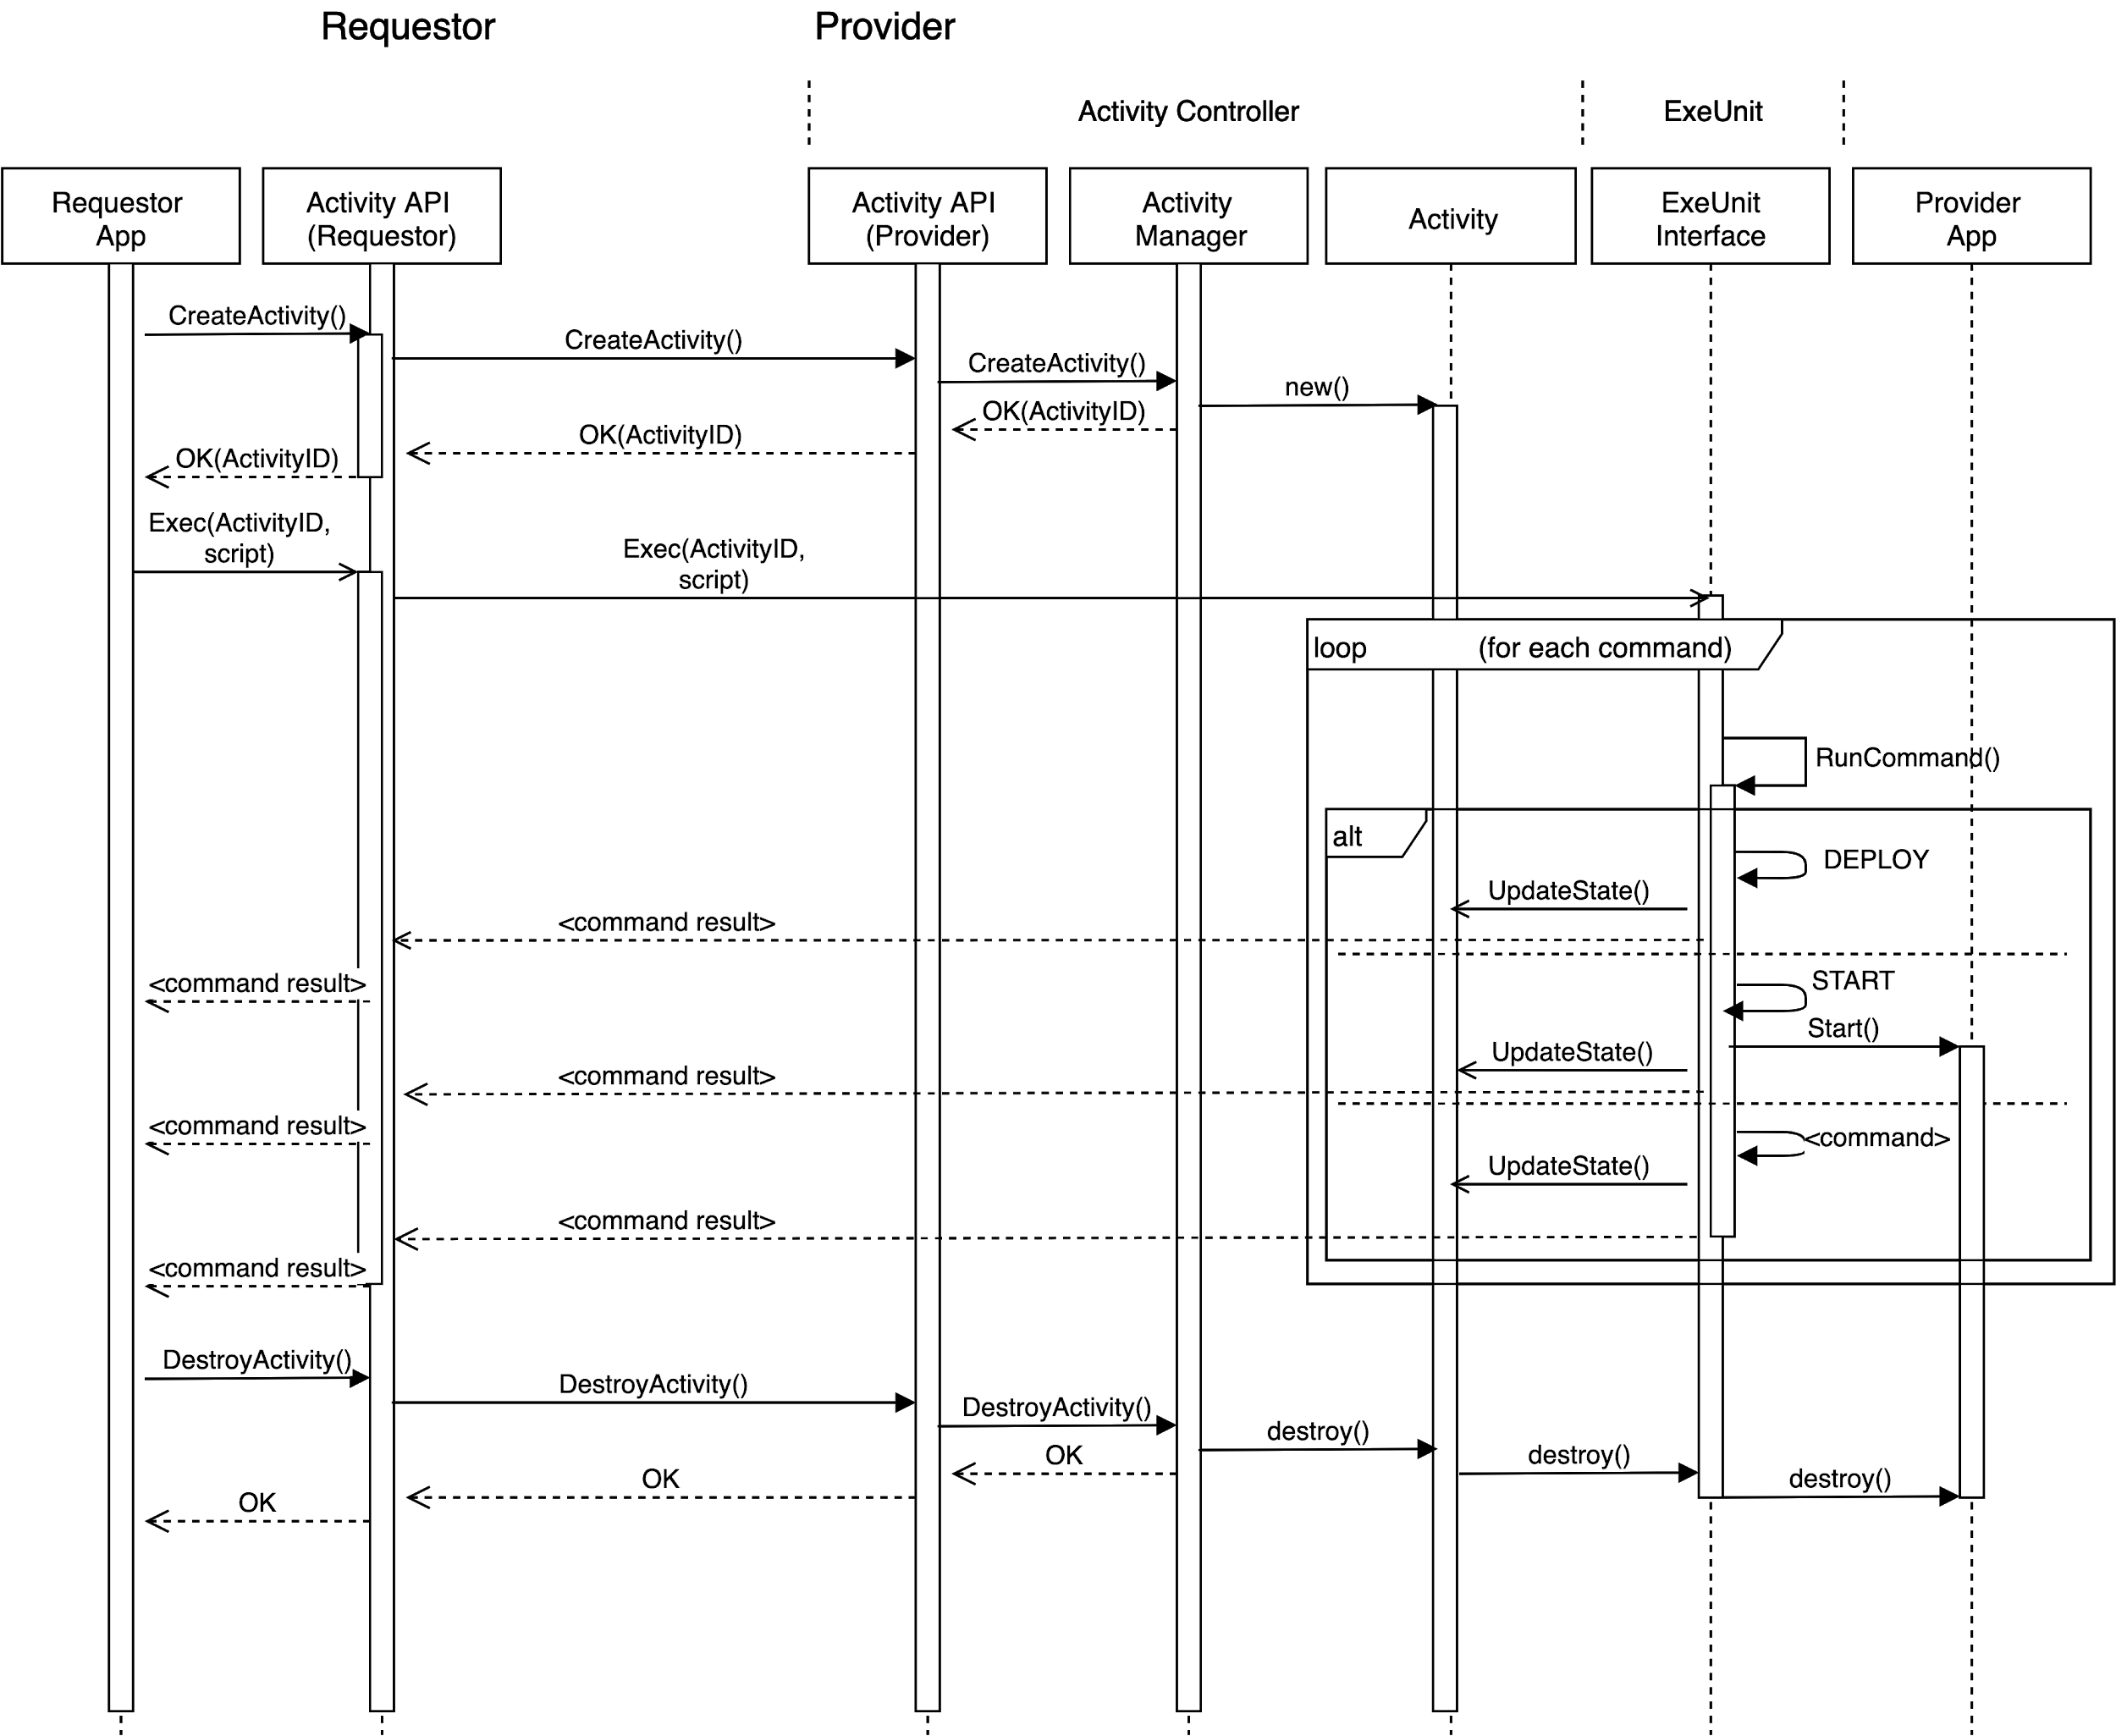 Requestor
Provider
Activity Controller
ExeUnit
Requestor
App
Activity API
(Requestor)
Activity API
(Provider)
Activity
Manager
Activity
ExeUnit
Interface
Provider
App
CreateActivity()
CreateActivity()
CreateActivity()
new()
OK(ActivityID)
OK(ActivityID)
OK(ActivityID)
Exec(ActivityID,
script)
Exec(ActivityID,
script)
loop
(for each command)
RunCommand()
alt
DEPLOY
UpdateState()
<command result>
<command result>
START
Start()
UpdateState()
<command result>
<command result>
<command>
UpdateState()
<command result>
<command result>
DestroyActivity()
DestroyActivity()
DestroyActivity()
destroy()
destroy()
destroy()
OK
OK
OK